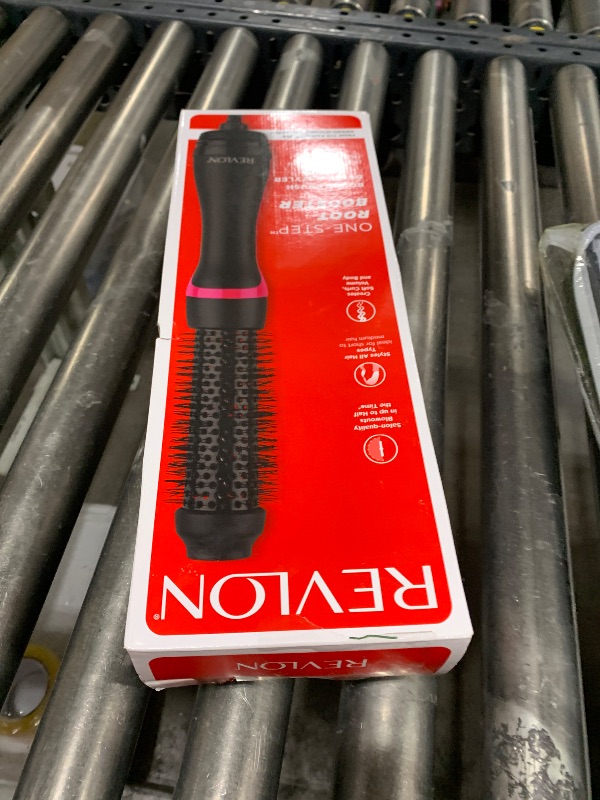 REVLON®
Salon-quality
Blowouts
in up to Half
the Time*
Styles All Hair
Types
Ideal for short to
medium hair
Creates
Soft Curls,
Volume
and Body
ONE-STEP™
ROOT
BOOSTER
REVLON
REVLON